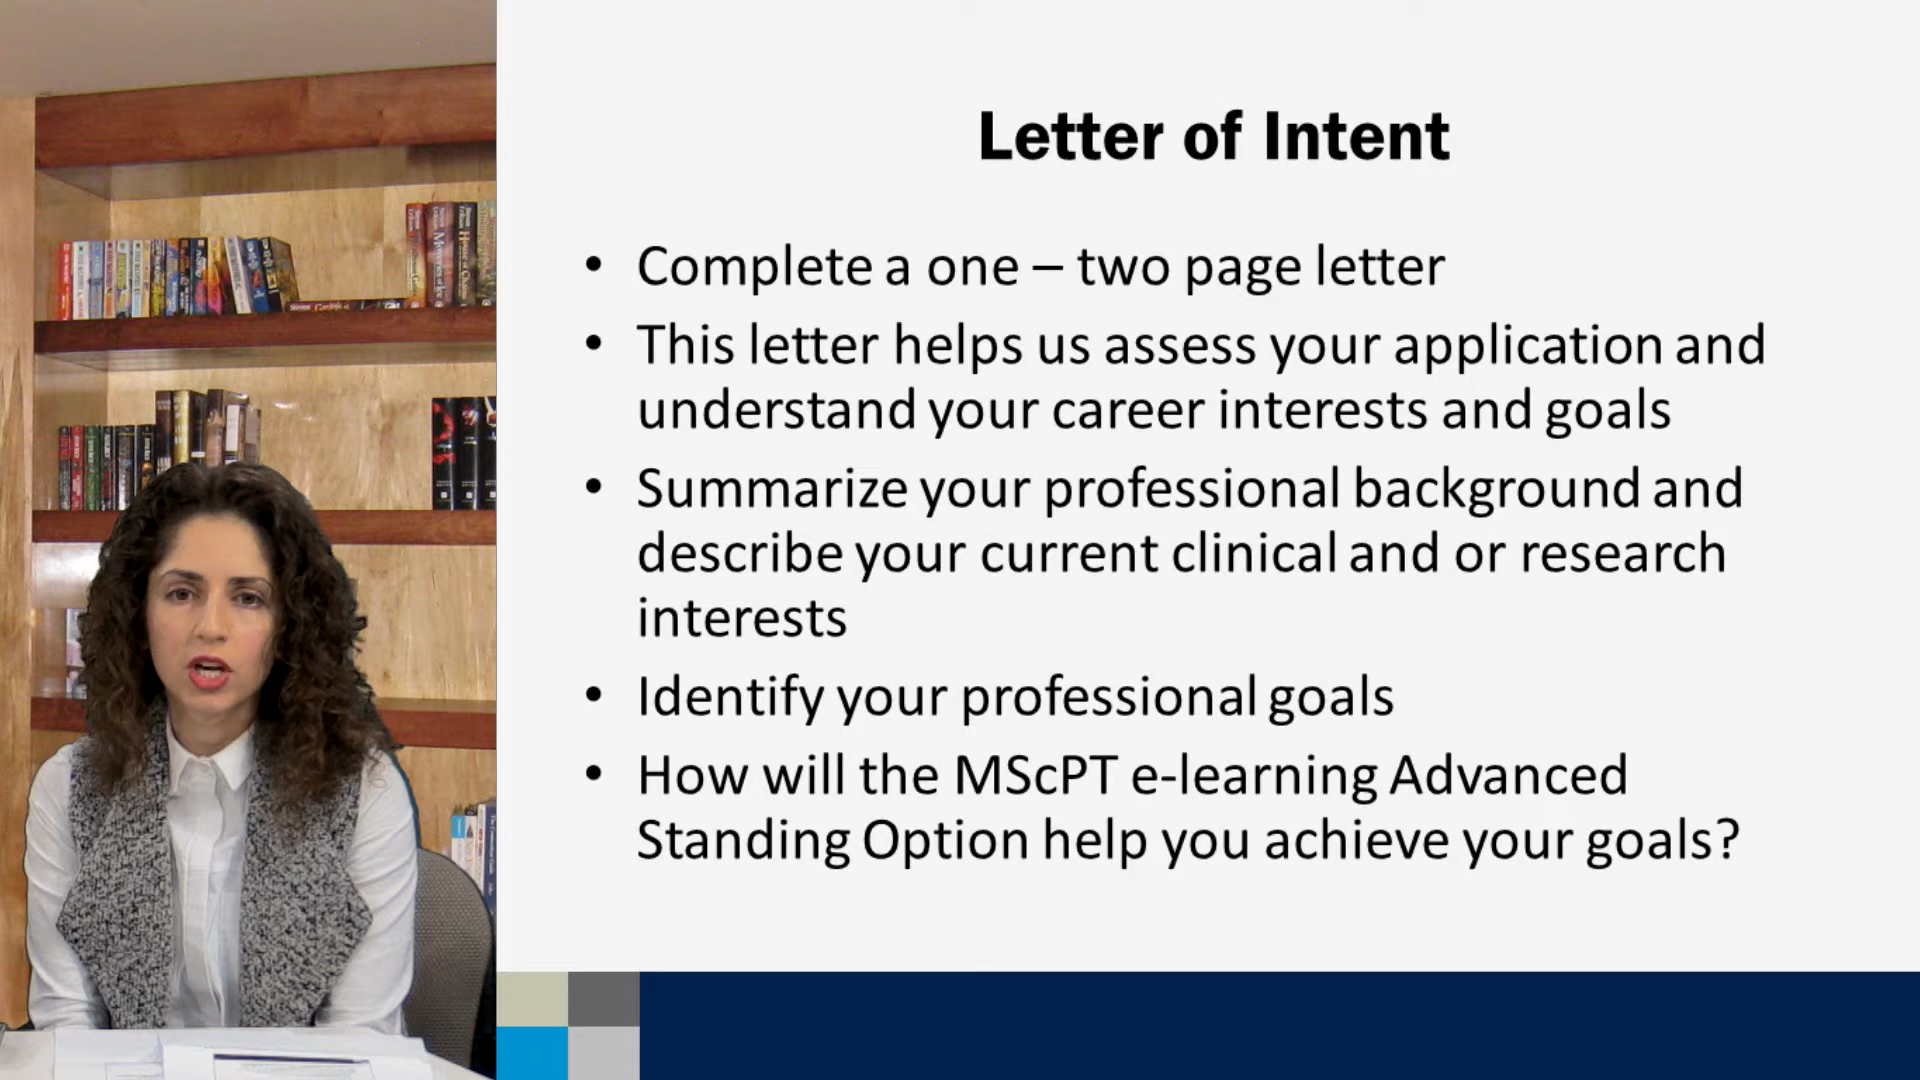 Letter of Intent
• Complete a one – two page letter
• This letter helps us assess your application and
understand your career interests and goals
• Summarize your professional background and
describe your current clinical and or research
interests
• Identify your professional goals
• How will the MScPT e-learning Advanced
Standing Option help you achieve your goals?